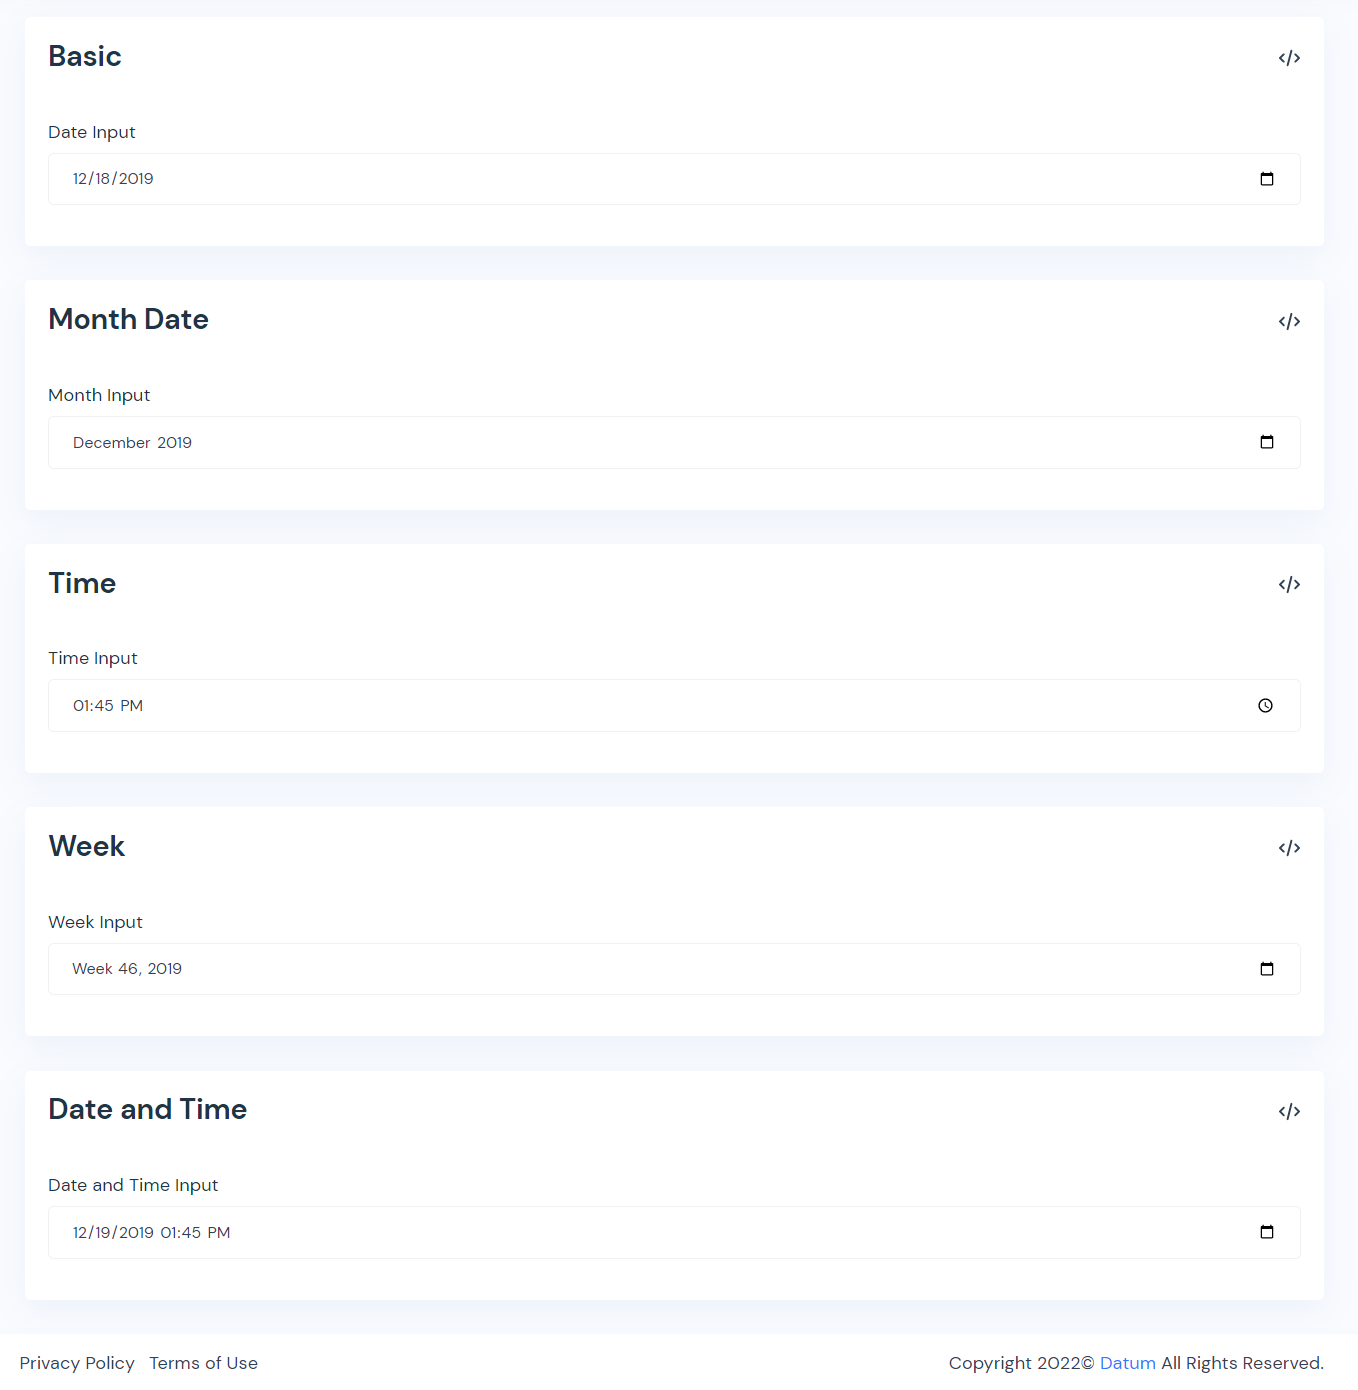 Basic
Date Input
12/18/2019
Month Date
Month Input
December 2019
Time
Time Input
01:45 PM
Week
Week Input
Week 46, 2019
Date and Time
Date and Time Input
12/19/2019 01:45 PM
Privacy Policy Terms of Use Copyright 2022© Datum All Rights Reserved.